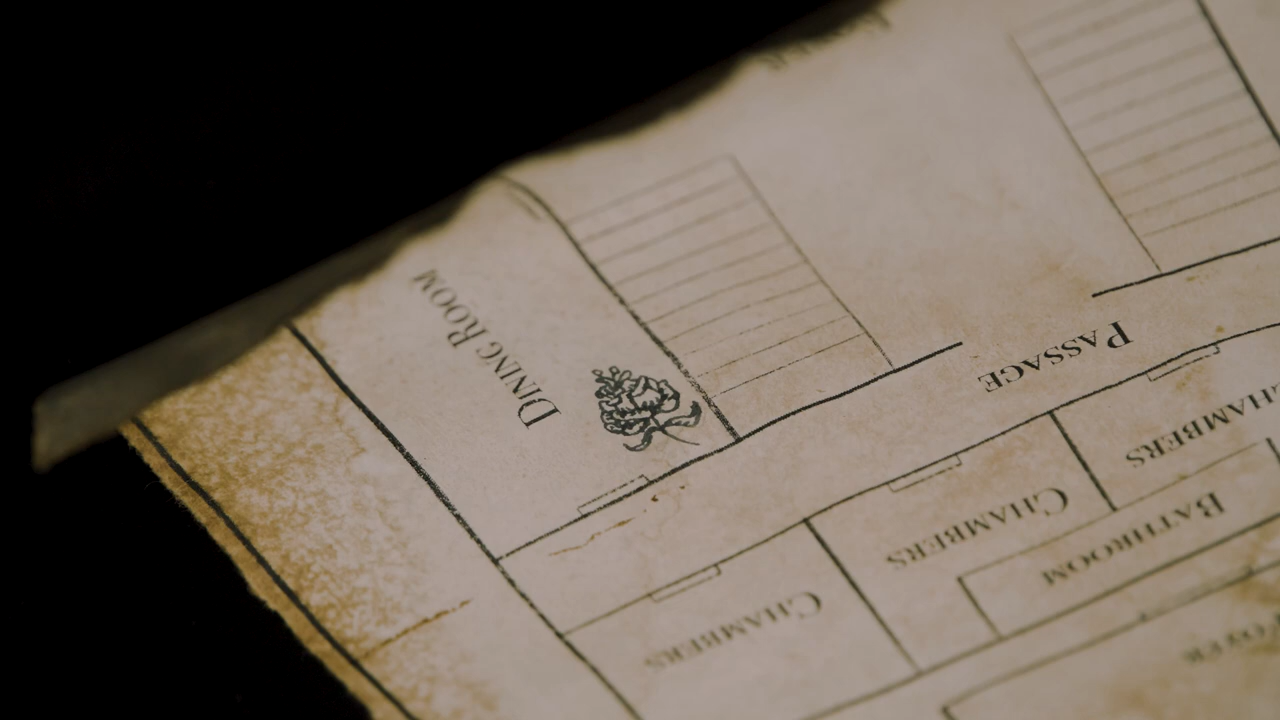 DINING ROOM
PASSAGE
CHAMBERS
CHAMBERS
BATHROOM
CHAMBERS